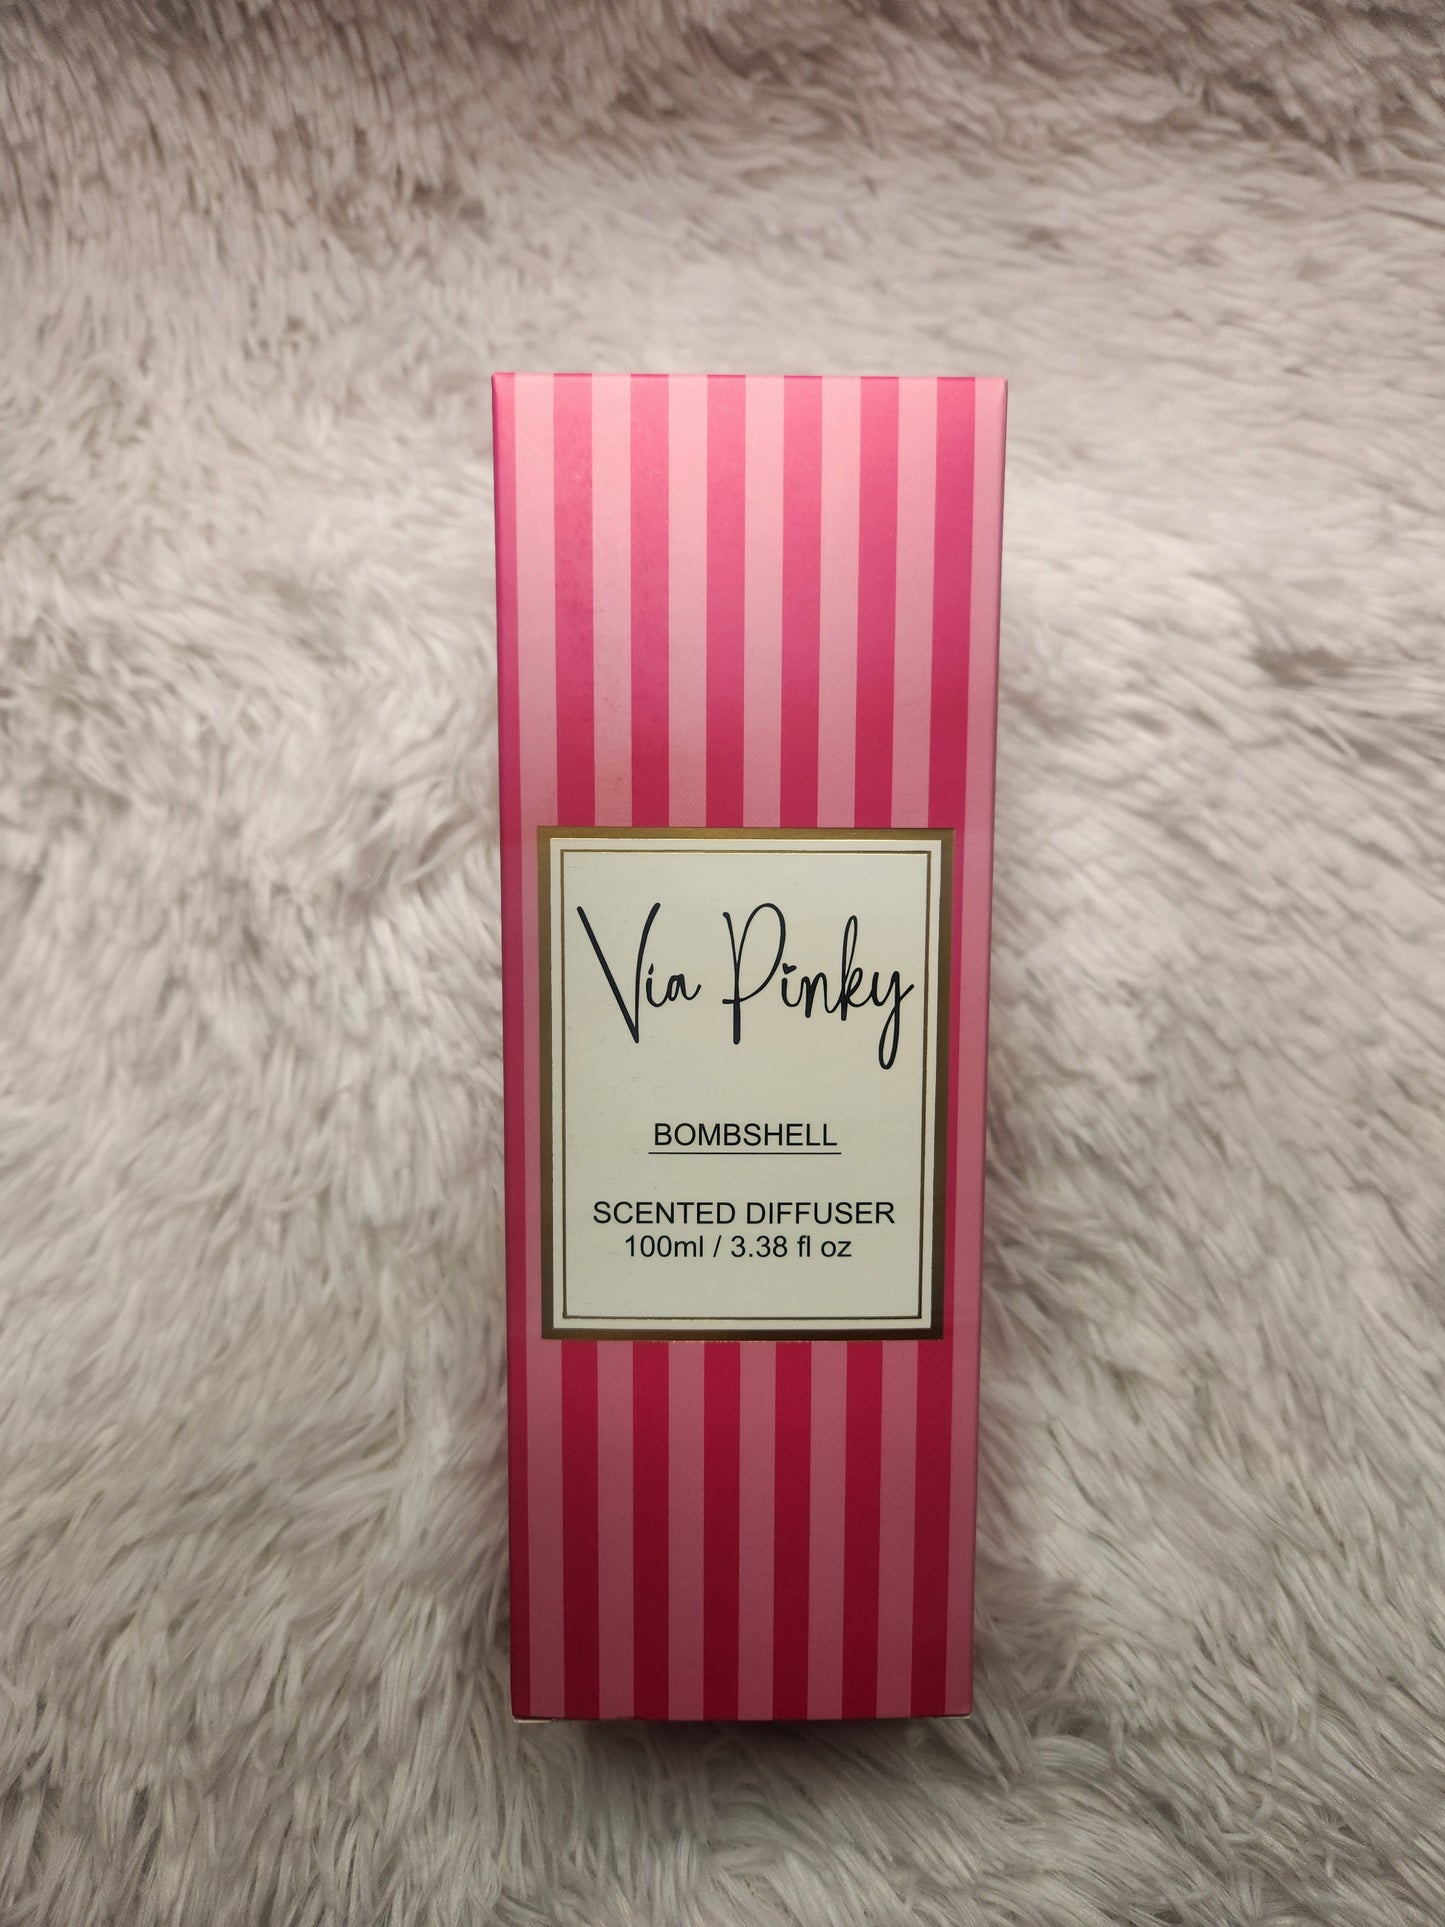 Via Pinky
BOMBSHELL
SCENTED DIFFUSER
100ml / 3.38 fl oz